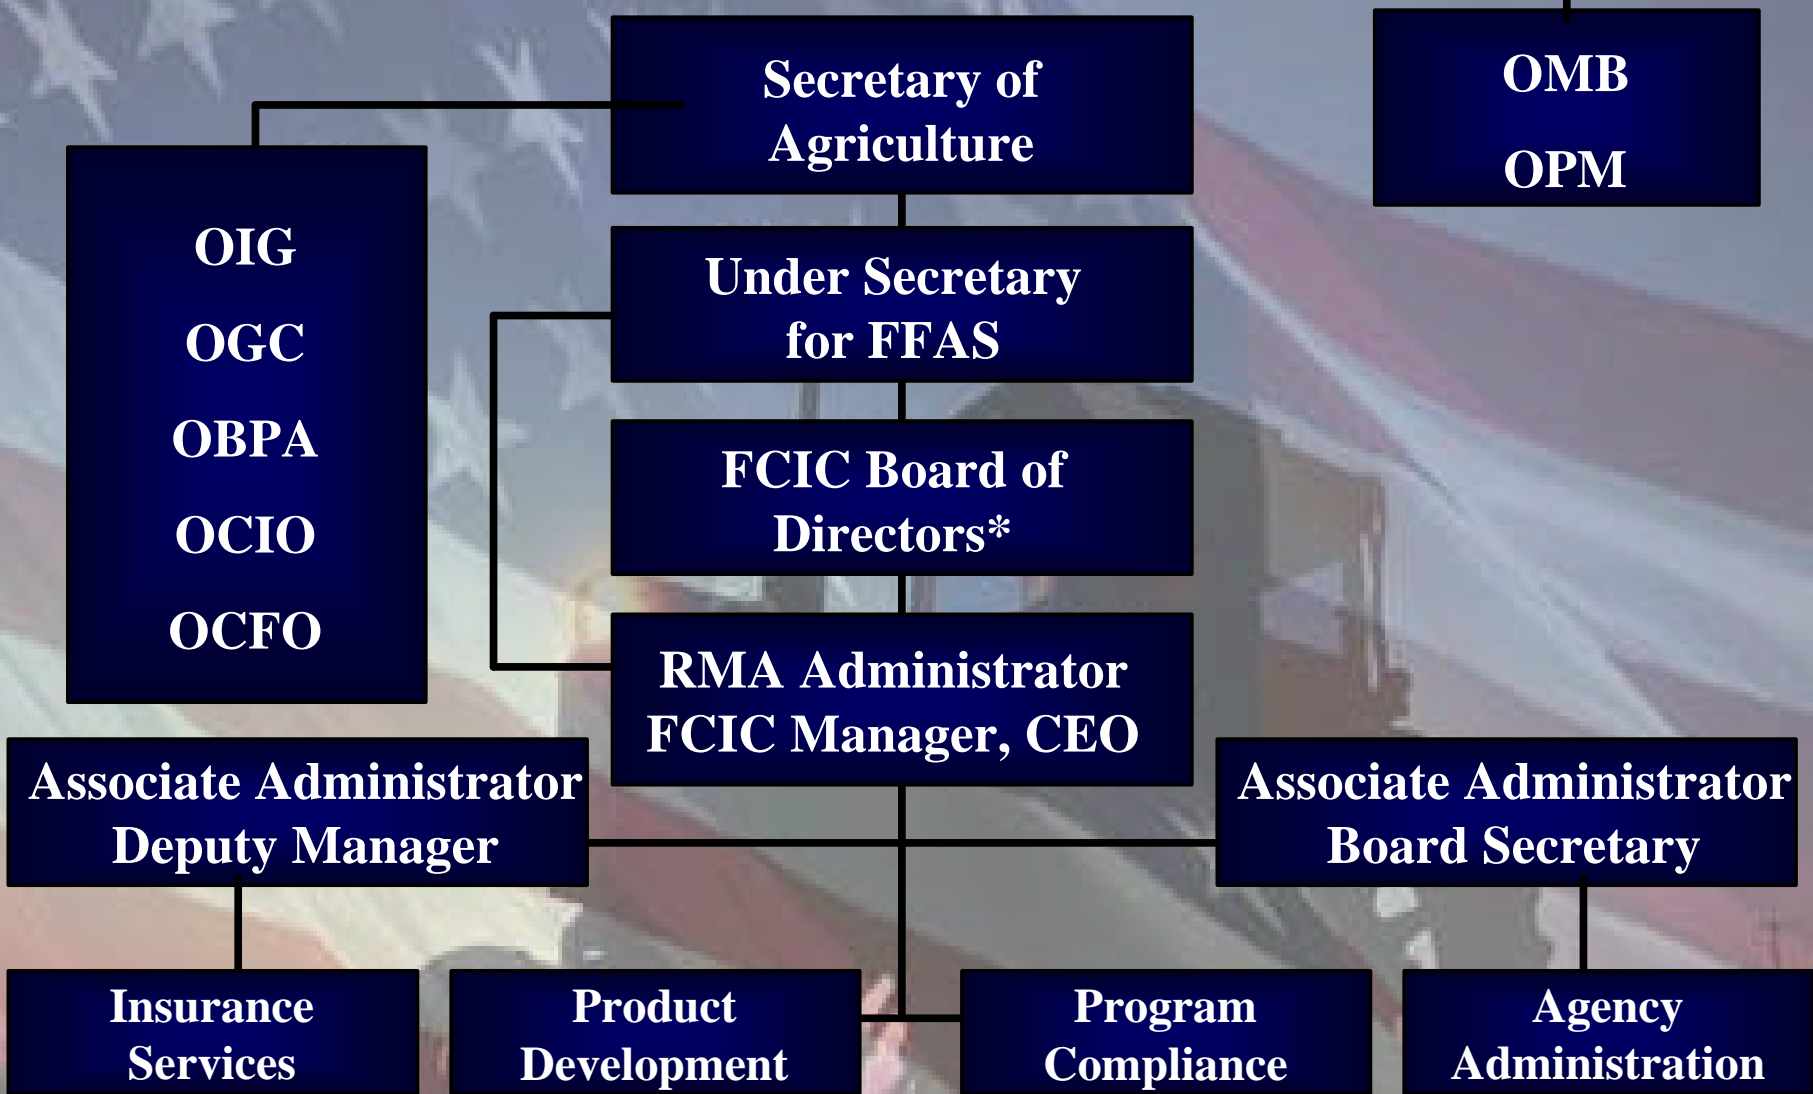 Secretary of
Agriculture
OMB
OPM
OIG
OGC
OBPA
OCIO
OCFO
Under Secretary
for FFAS
FCIC Board of
Directors*
RMA Administrator
FCIC Manager, CEO
Associate Administrator
Deputy Manager
Associate Administrator
Board Secretary
Insurance
Services
Product
Development
Program
Compliance
Agency
Administration